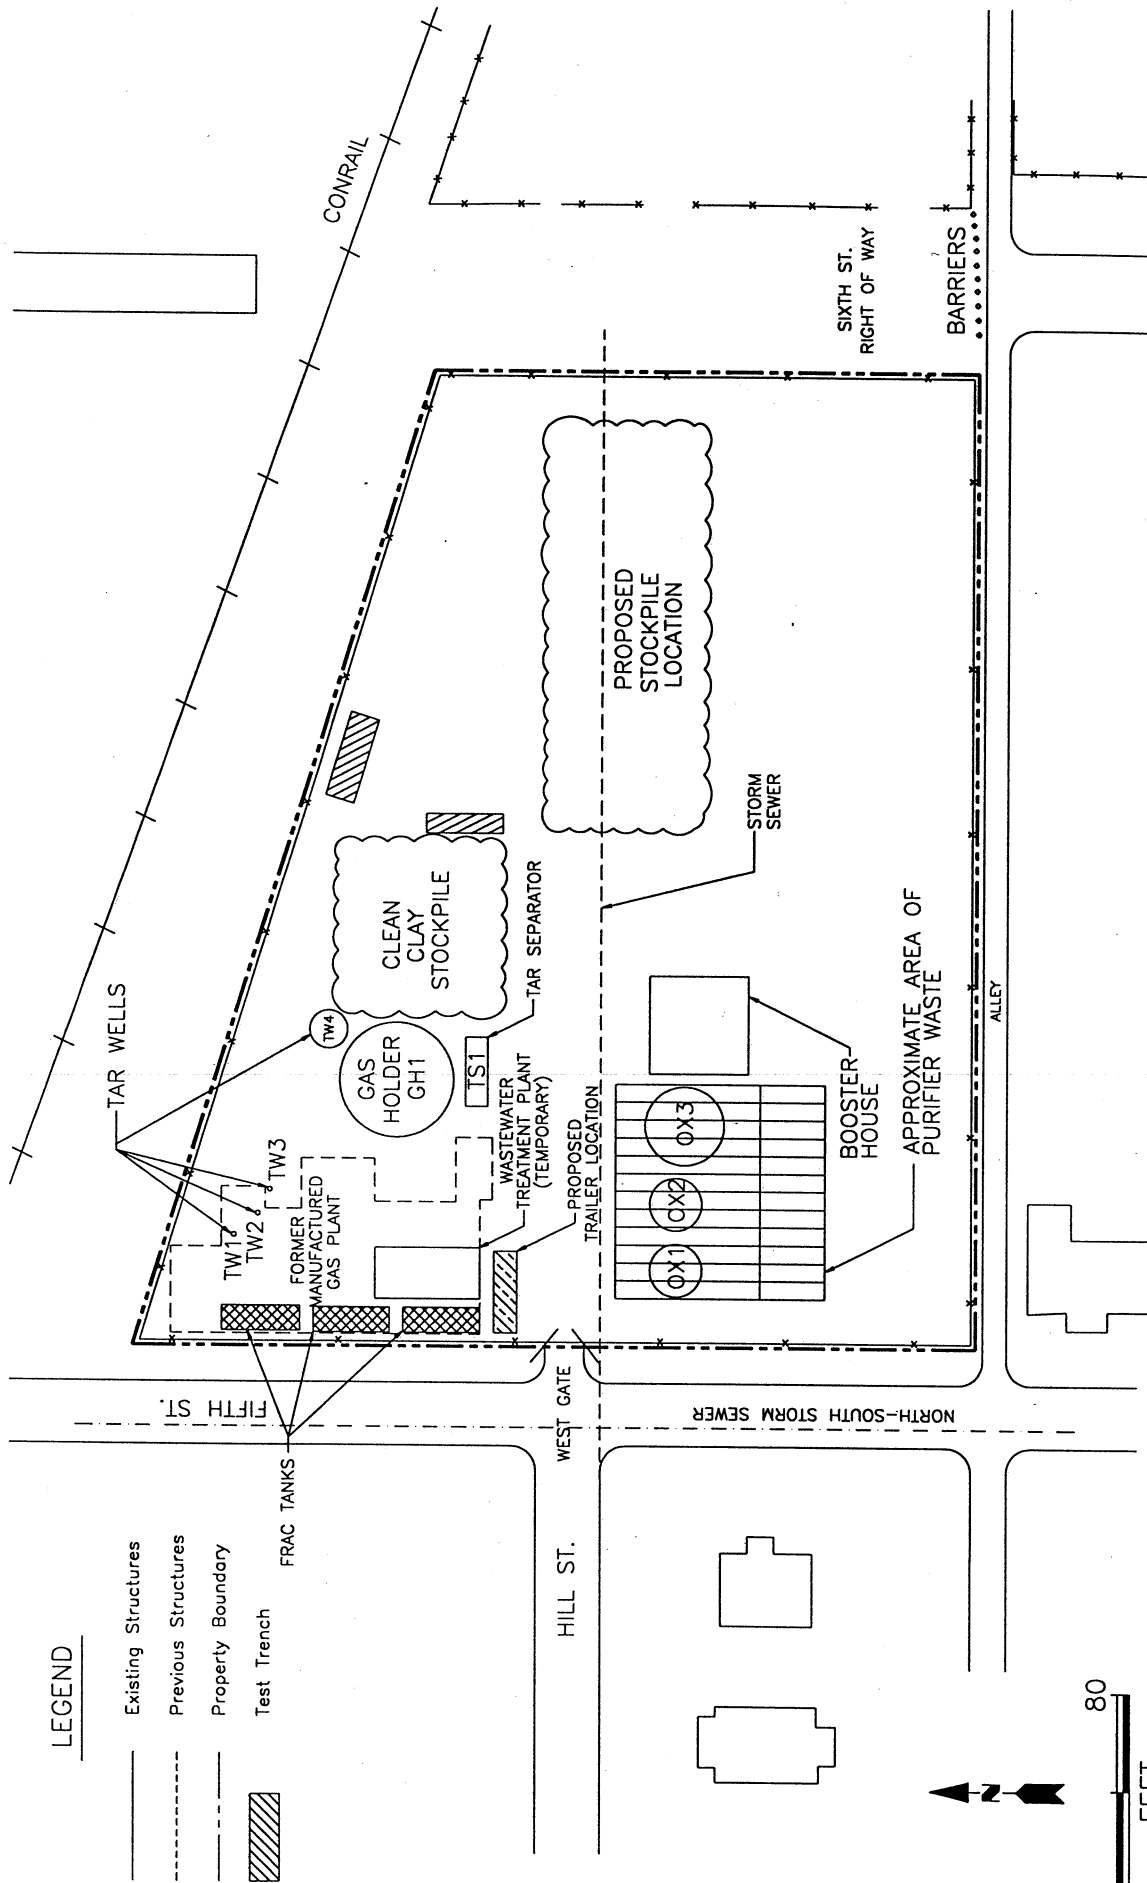 LEGEND
Existing Structures
Previous Structures
Property Boundary
Test Trench
CONRAIL
TAR WELLS
TW1
TW2
TW3
TW4
FORMER
MANUFACTURED
GAS PLANT
GAS
HOLDER
GH1
CLEAN
CLAY
STOCKPILE
TS1
TAR SEPARATOR
WASTEWATER
TREATMENT PLANT
(TEMPORARY)
PROPOSED
TRAILER LOCATION
FRAC TANKS
FIFTH ST.
HILL ST.
WEST GATE
NORTH-SOUTH STORM SEWER
PROPOSED
STOCKPILE
LOCATION
STORM
SEWER
OX1
OX2
OX3
BOOSTER
HOUSE
APPROXIMATE AREA OF
PURIFIER WASTE
ALLEY
SIXTH ST.
RIGHT OF WAY
BARRIERS
N
80
FEET